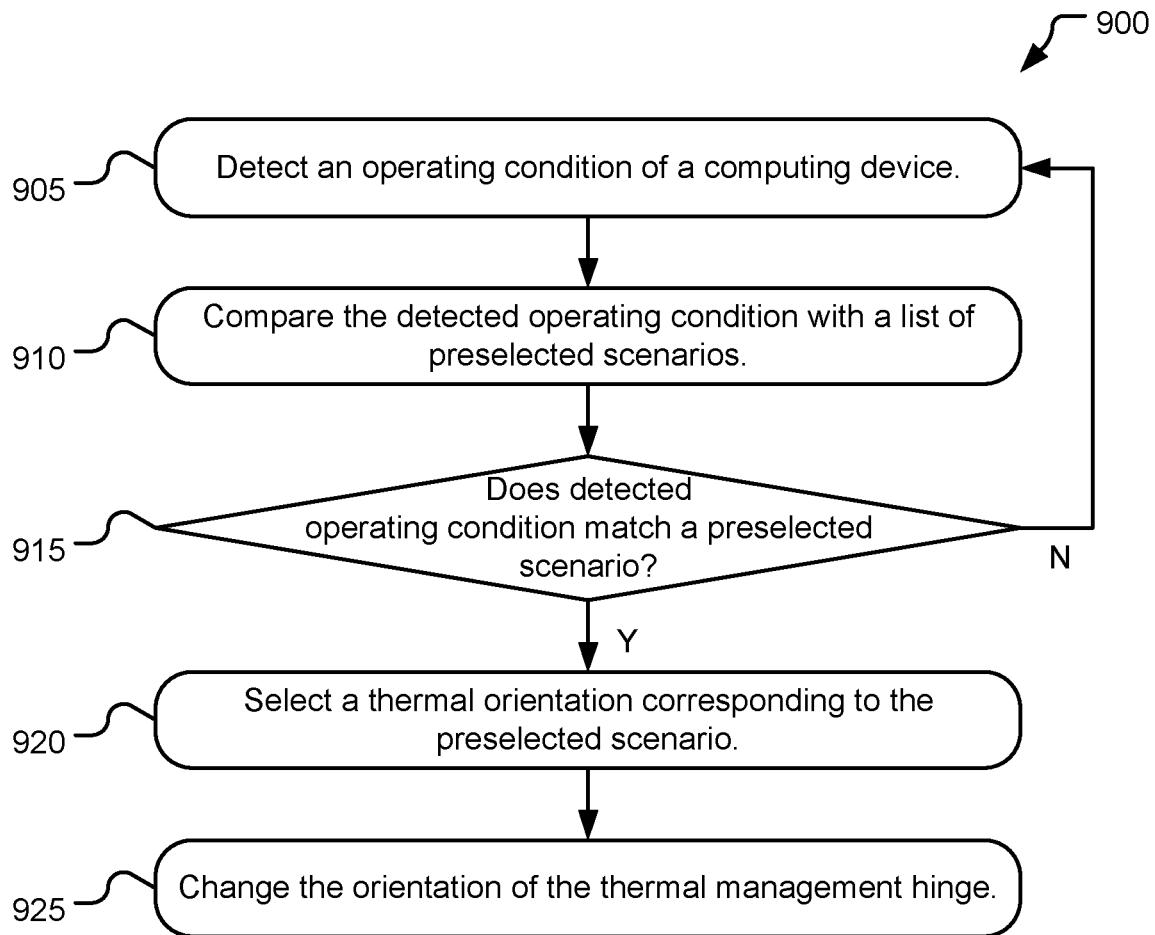 900
905
Detect an operating condition of a computing device.
910
Compare the detected operating condition with a list of
preselected scenarios.
915
Does detected
operating condition match a preselected
scenario?
N
Y
920
Select a thermal orientation corresponding to the
preselected scenario.
925
Change the orientation of the thermal management hinge.